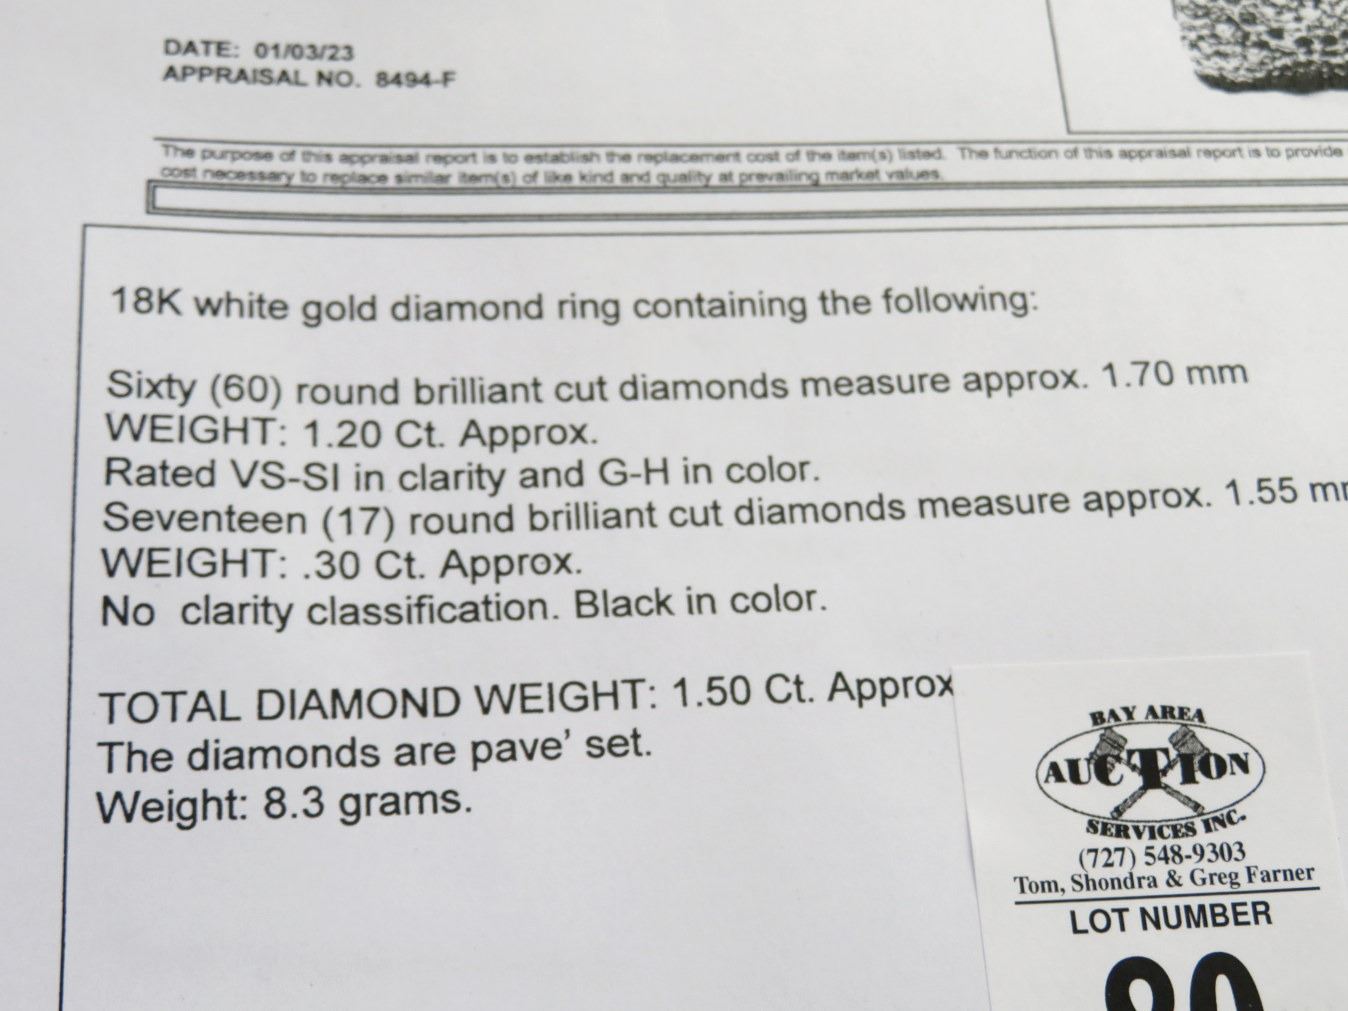 DATE: 01/03/23
APPRAISAL NO. 8494-F
The purpose of this appraisal report is to establish the replacement cost of the item(s) listed. The function of this appraisal report is to provide
cost necessary to replace similar item(s) of like kind and quality at prevailing market values.
18K white gold diamond ring containing the following:
Sixty (60) round brilliant cut diamonds measure approx. 1.70 mm
WEIGHT: 1.20 Ct. Approx.
Rated VS-SI in clarity and G-H in color.
Seventeen (17) round brilliant cut diamonds measure approx. 1.55 m
WEIGHT: .30 Ct. Approx.
No clarity classification. Black in color.
TOTAL DIAMOND WEIGHT: 1.50 Ct. Approx
The diamonds are pave' set.
Weight: 8.3 grams.
BAY AREA
AUCTION
SERVICES INC.
(727) 548-9303
Tom, Shondra & Greg Farner
LOT NUMBER